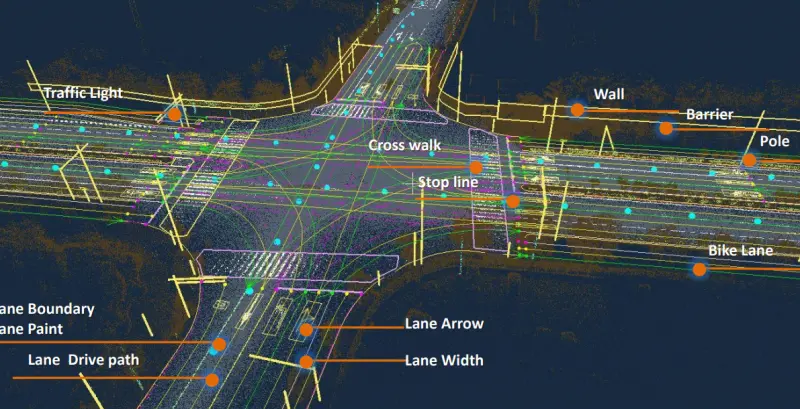 Traffic Light
Wall
Barrier
Pole
Cross walk
Stop line
Bike Lane
ane Boundary
ane Paint
Lane Arrow
Lane Drive path
Lane Width